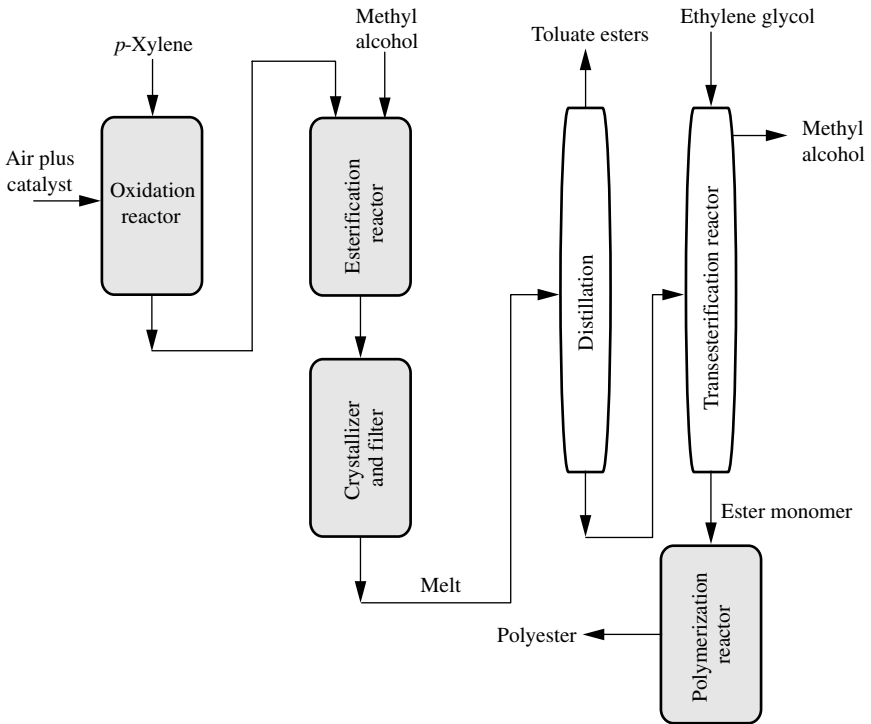 p-Xylene
Air plus
catalyst
Oxidation
reactor
Methyl
alcohol
Esterification
reactor
Crystallizer
and filter
Melt
Toluate esters
Distillation
Ethylene glycol
Methyl
alcohol
Transesterification reactor
Ester monomer
Polymerization
reactor
Polyester